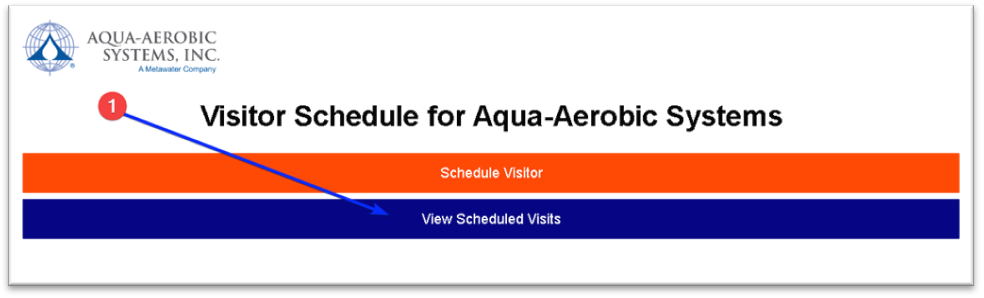 AQUA-AEROBIC
SYSTEMS, INC.
®
A Metawater Company
1
Visitor Schedule for Aqua-Aerobic Systems
Schedule Visitor
View Scheduled Visits